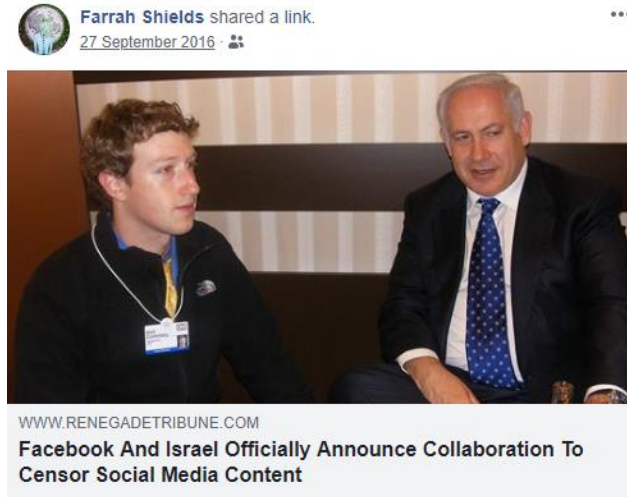 Farrah Shields shared a link.
27 September 2016
WWW.RENEGADETRIBUNE.COM
Facebook And Israel Officially Announce Collaboration To
Censor Social Media Content